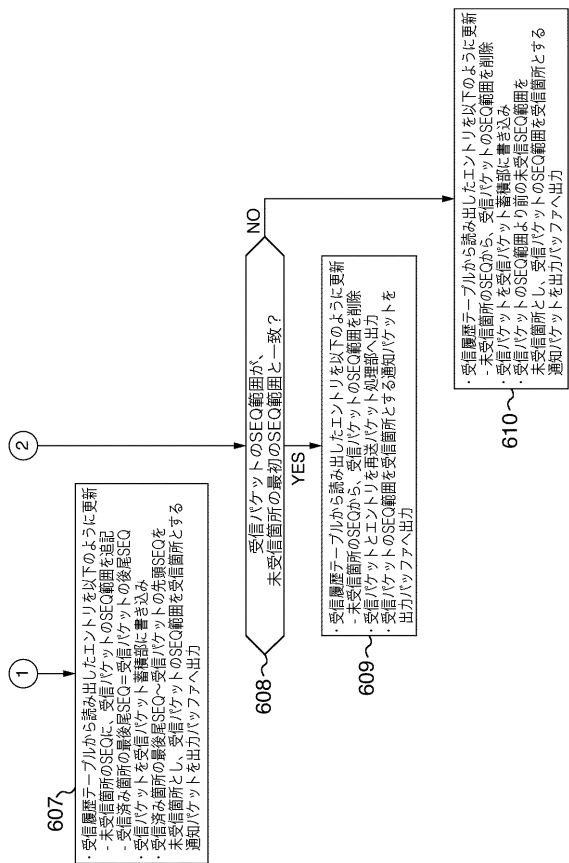 ①
607
・受信履歴テーブルから読み出したエントリを以下のように更新
- 未受信箇所のSEQに、受信パケットのSEQ範囲を追記
- 受信済み箇所の最後尾SEQ=受信パケットの後尾SEQ
・受信パケットを受信パケット蓄積部に書き込み
・受信済み箇所の最後尾SEQ～受信パケットの先頭SEQを
未受信箇所とし、受信パケットのSEQ範囲を受信箇所とする
通知パケットを出力バッファへ出力
②
608
受信パケットのSEQ範囲が、
未受信箇所の最初のSEQ範囲と一致？
YES
NO
609
・受信履歴テーブルから読み出したエントリを以下のように更新
- 未受信箇所のSEQから、受信パケットのSEQ範囲を削除
・受信パケットとエントリを再送パケット処理部へ出力
・受信パケットのSEQ範囲を受信箇所とする通知パケットを
出力バッファへ出力
610
・受信履歴テーブルから読み出したエントリを以下のように更新
- 未受信箇所のSEQから、受信パケットのSEQ範囲を削除
・受信パケットを受信パケット蓄積部に書き込み
・受信パケットのSEQ範囲より前の未受信SEQ範囲を
未受信箇所とし、受信パケットのSEQ範囲を受信箇所とする
通知パケットを出力バッファへ出力